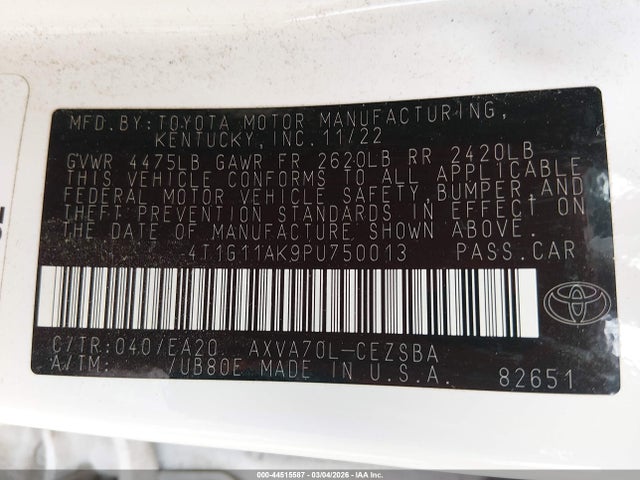 MFD.BY:TOYOTA MOTOR MANUFACTURING,
KENTUCKY,INC.11/22
GVWR 4475LB GAWR FR 2620LB RR 2420LB
THIS VEHICLE CONFORMS TO ALL APPLICABLE
FEDERAL MOTOR VEHICLE SAFETY,BUMPER,AND
THEFT PREVENTION STANDARDS IN EFFECT ON
THE DATE OF MANUFACTURE SHOWN ABOVE.
4T1G11AK9PU750013 PASS.CAR
C/TR:040/EA20 AXVA70L-CEZSBA
A/TM: /UB80E MADE IN U.S.A.
82651
000-44515587 - 03/04/2026 - IAA Inc.